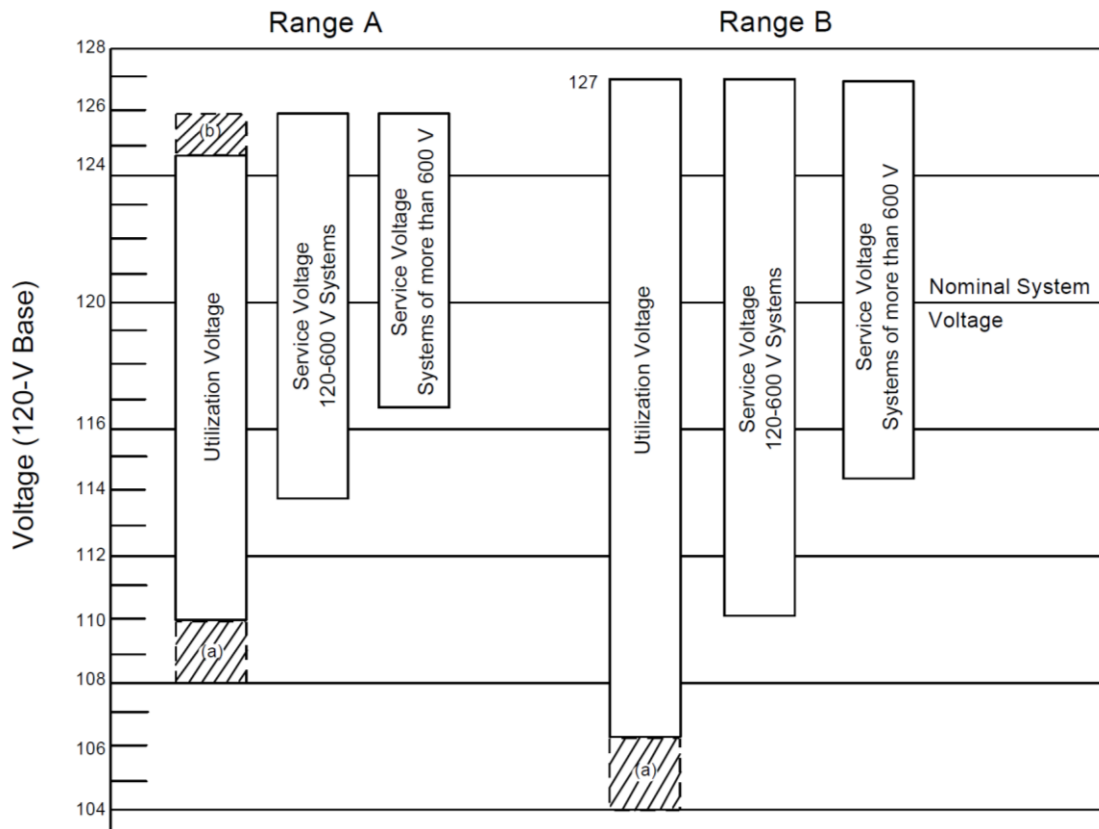 Range A
Range B
128
126
124
120
116
114
112
110
108
106
104
Voltage (120-V Base)
(b)
Utilization Voltage
(a)
Service Voltage
120-600 V Systems
Service Voltage
Systems of more than 600 V
127
Utilization Voltage
(a)
Service Voltage
120-600 V Systems
Service Voltage
Systems of more than 600 V
Nominal System
Voltage